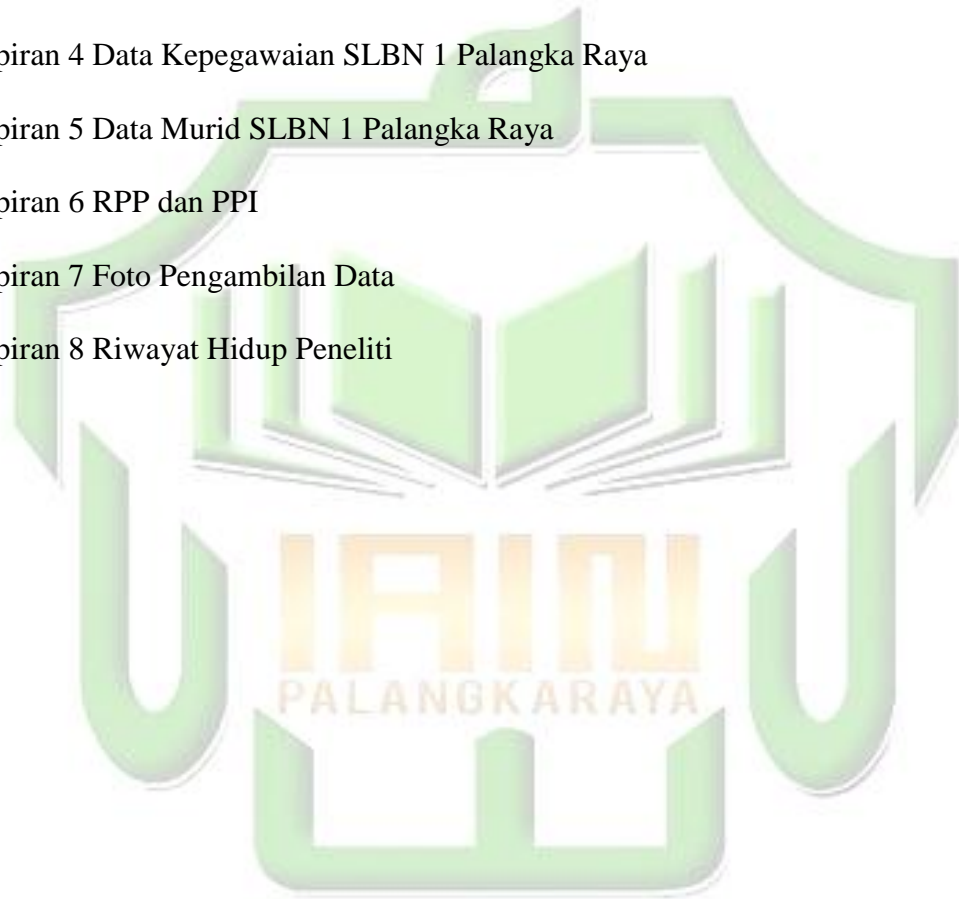 piran 4 Data Kepegawaian SLBN 1 Palangka Raya
piran 5 Data Murid SLBN 1 Palangka Raya
piran 6 RPP dan PPI
piran 7 Foto Pengambilan Data
piran 8 Riwayat Hidup Peneliti
IAIN
PALANGKARAYA